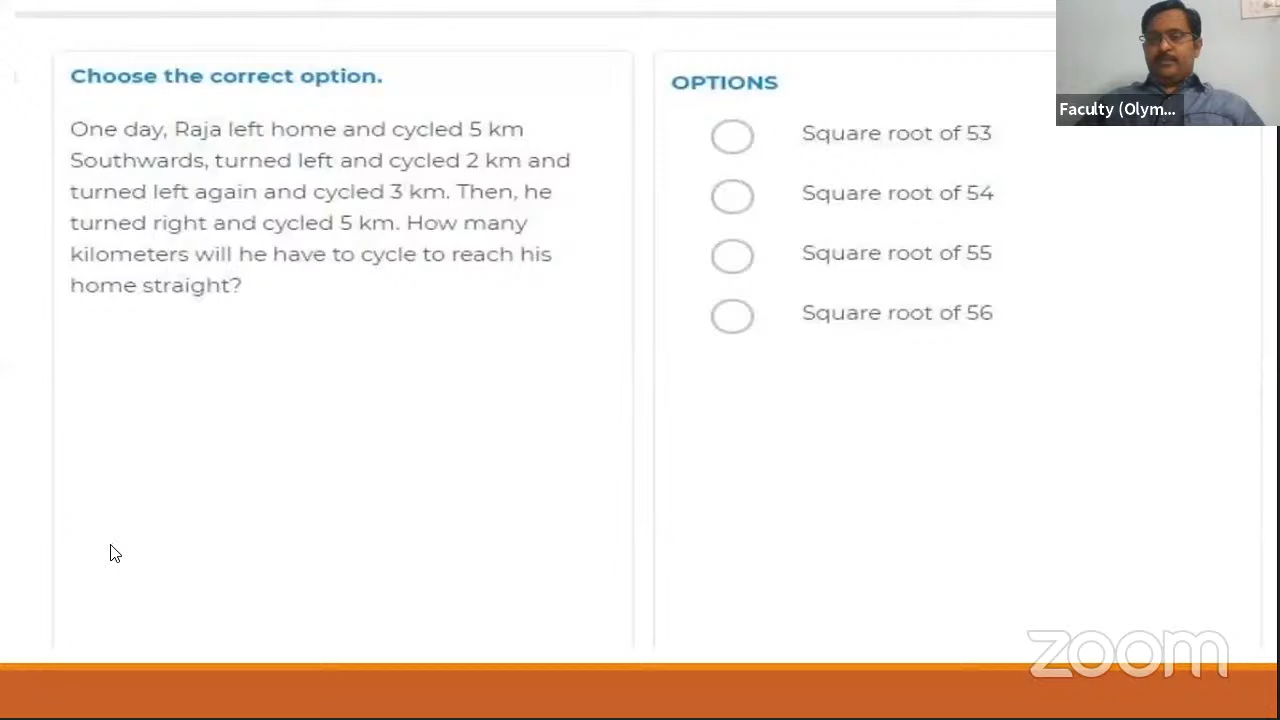 Choose the correct option.
One day, Raja left home and cycled 5 km
Southwards, turned left and cycled 2 km and
turned left again and cycled 3 km. Then, he
turned right and cycled 5 km. How many
kilometers will he have to cycle to reach his
home straight?
OPTIONS
Square root of 53
Square root of 54
Square root of 55
Square root of 56
Faculty (Olym...
zoom